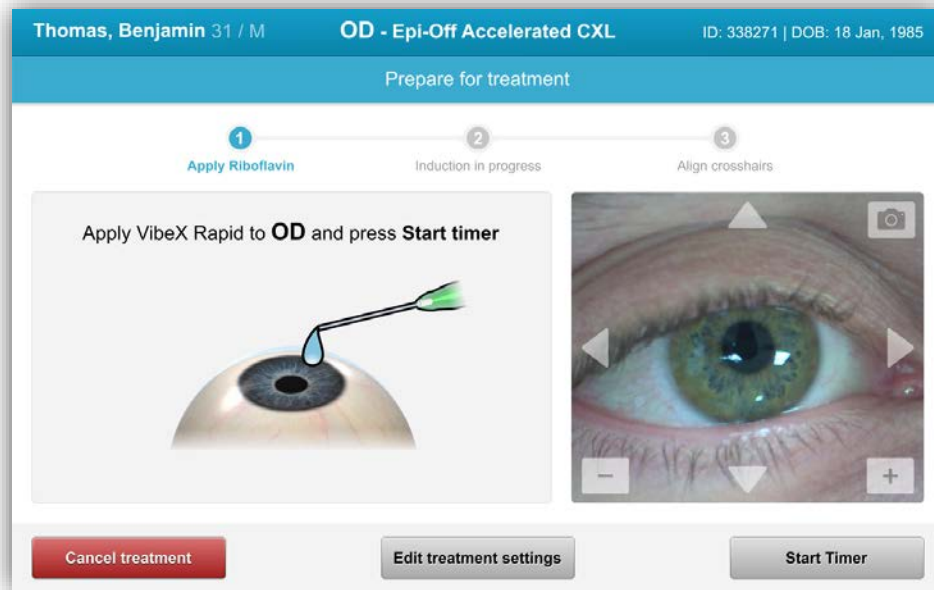 Thomas, Benjamin 31 / M OD - Epi-Off Accelerated CXL ID: 338271 | DOB: 18 Jan, 1985
Prepare for treatment
1 2 3
Apply Riboflavin Induction in progress Align crosshairs
Apply VibeX Rapid to OD and press Start timer
Cancel treatment Edit treatment settings Start Timer